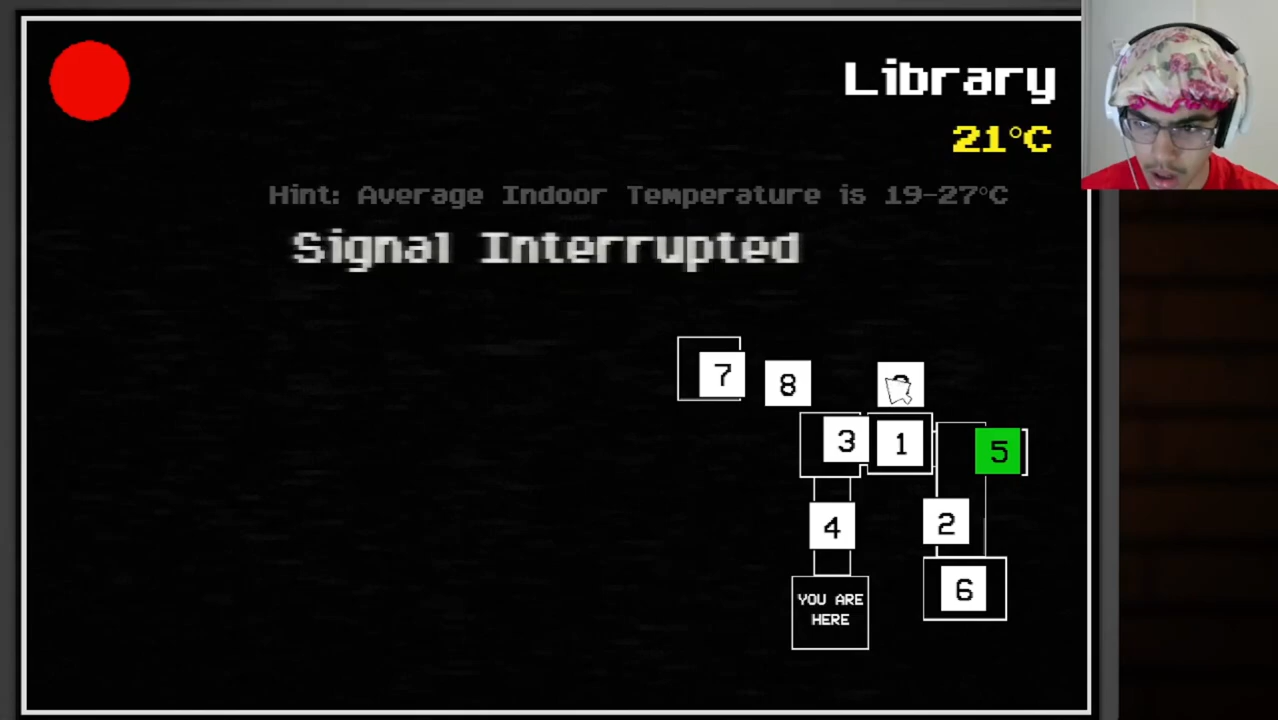 Library
21°C
Hint: Average Indoor Temperature is 19-27°C
Signal Interrupted
7
8
3
1
5
4
2
6
YOU ARE
HERE